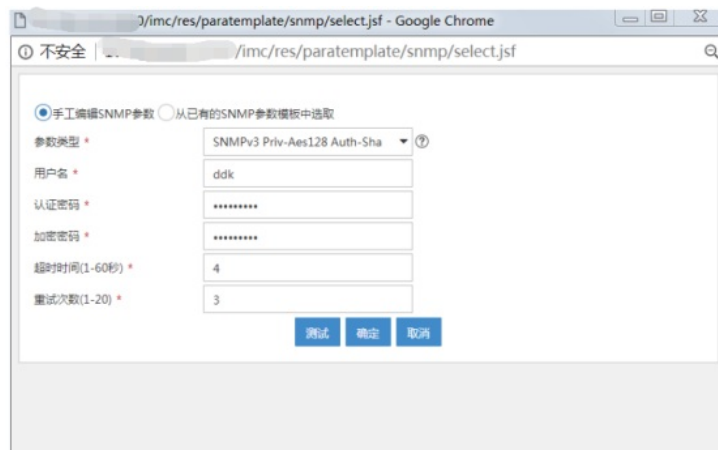 0/imc/res/paratemplate/snmp/select.jsf - Google Chrome
不安全 | /imc/res/paratemplate/snmp/select.jsf
手工编辑SNMP参数 从已有的SNMP参数模板中选取
参数类型 * SNMPv3 Priv-Aes128 Auth-Sha
用户名 * ddk
认证密码 * •••••••••
加密密码 * •••••••••
超时时间(1-60秒) * 4
重试次数(1-20) * 3
测试 确定 取消